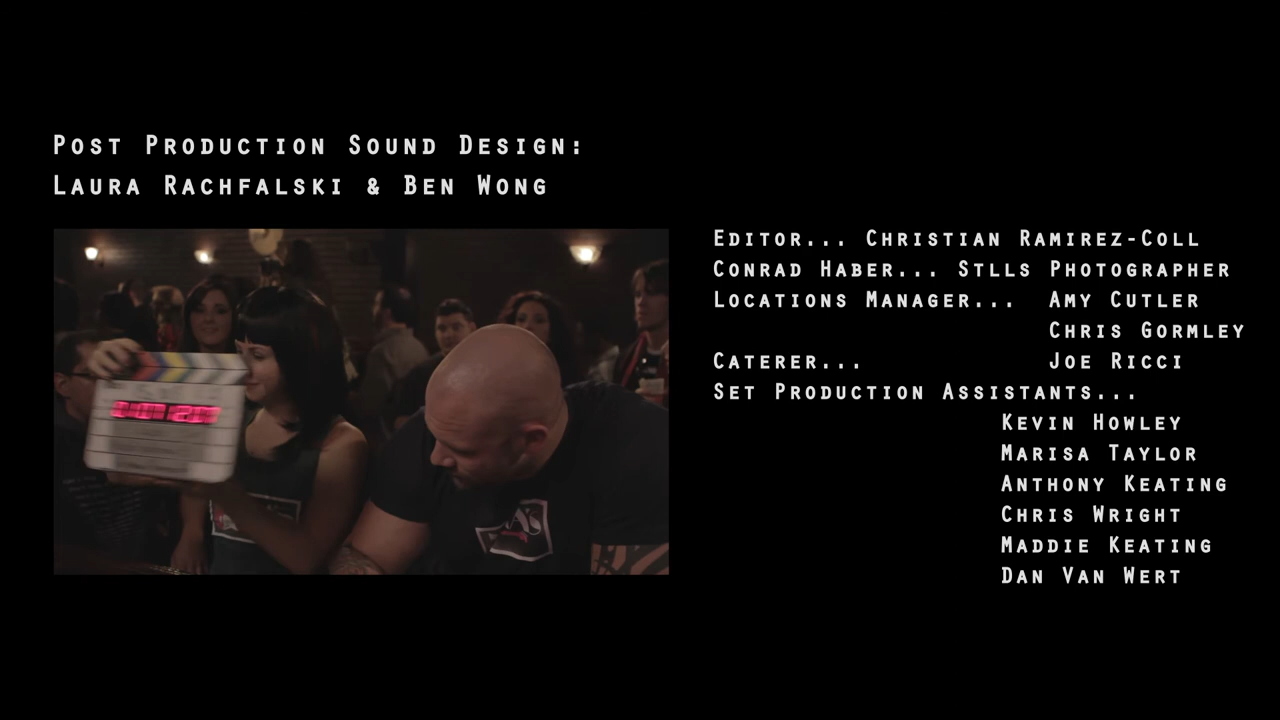 Post Production Sound Design:
Laura Rachfalski & Ben Wong
Editor... Christian Ramirez-Coll
Conrad Haber... Stlls Photographer
Locations Manager... Amy Cutler
Chris Gormley
Caterer... Joe Ricci
Set Production Assistants...
Kevin Howley
Marisa Taylor
Anthony Keating
Chris Wright
Maddie Keating
Dan Van Wert